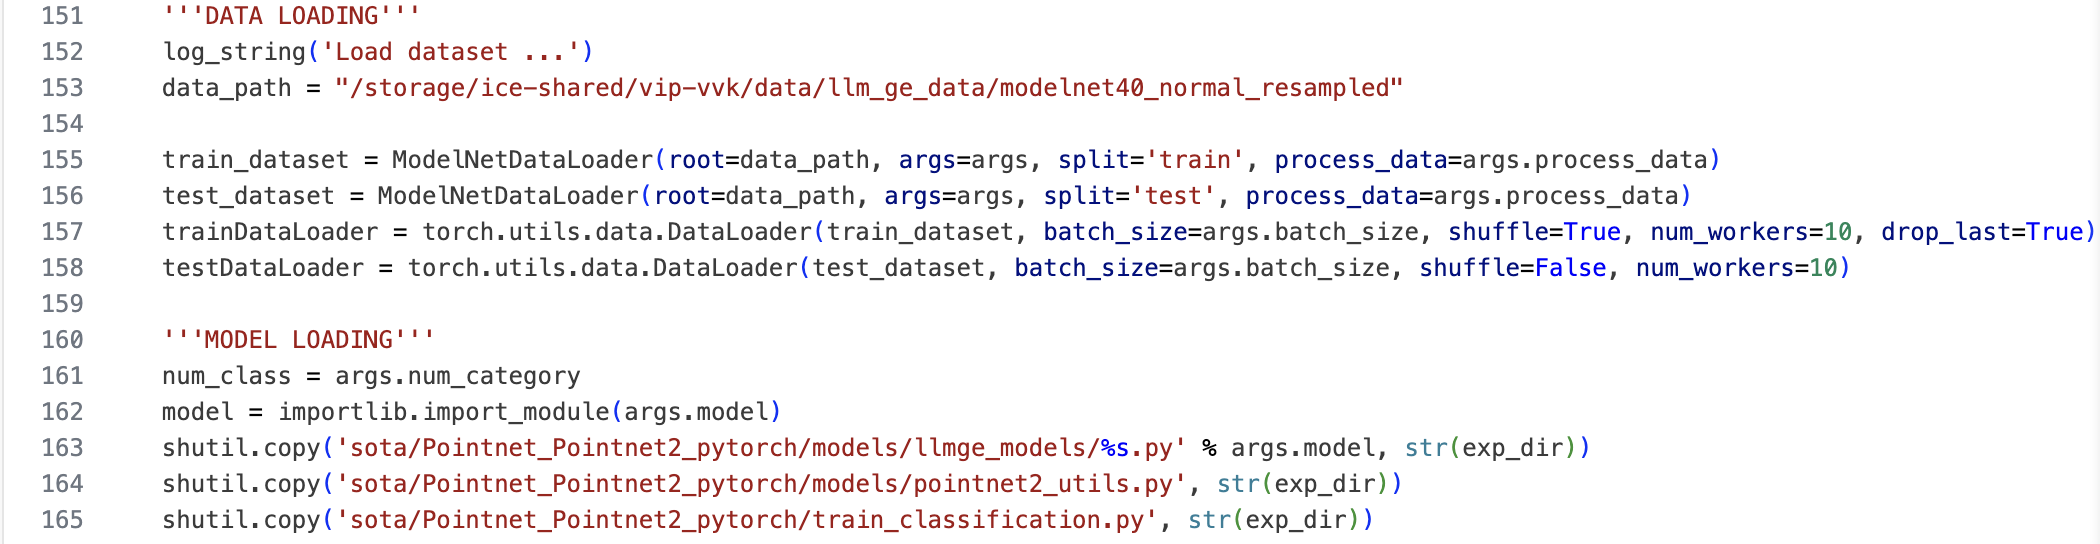 151 '''DATA LOADING'''
152 log_string('Load dataset ...')
153 data_path = "/storage/ice-shared/vip-vvk/data/llm_ge_data/modelnet40_normal_resampled"
154
155 train_dataset = ModelNetDataLoader(root=data_path, args=args, split='train', process_data=args.process_data)
156 test_dataset = ModelNetDataLoader(root=data_path, args=args, split='test', process_data=args.process_data)
157 trainDataLoader = torch.utils.data.DataLoader(train_dataset, batch_size=args.batch_size, shuffle=True, num_workers=10, drop_last=True)
158 testDataLoader = torch.utils.data.DataLoader(test_dataset, batch_size=args.batch_size, shuffle=False, num_workers=10)
159
160 '''MODEL LOADING'''
161 num_class = args.num_category
162 model = importlib.import_module(args.model)
163 shutil.copy('sota/Pointnet_Pointnet2_pytorch/models/llmge_models/%s.py' % args.model, str(exp_dir))
164 shutil.copy('sota/Pointnet_Pointnet2_pytorch/models/pointnet2_utils.py', str(exp_dir))
165 shutil.copy('sota/Pointnet_Pointnet2_pytorch/train_classification.py', str(exp_dir))